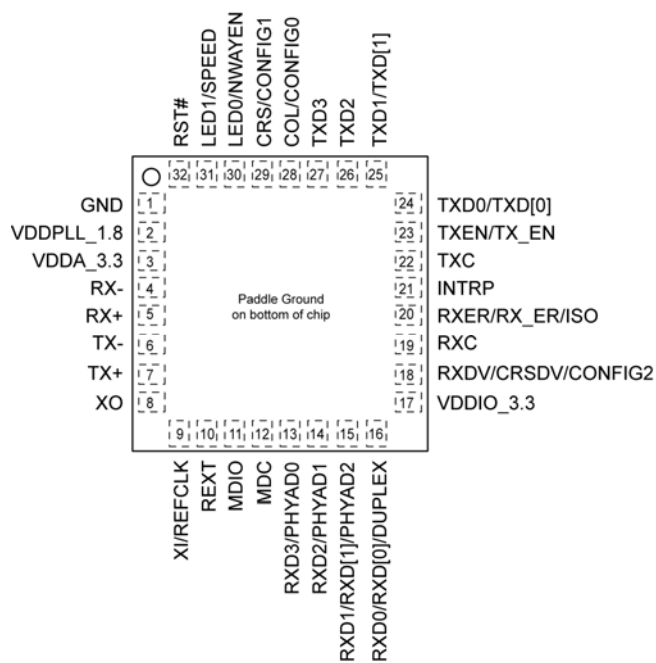 RST#
LED1/SPEED
LED0/NWAYEN
CRS/CONFIG1
COL/CONFIG0
TXD3
TXD2
TXD1/TXD[1]
32 31 30 29 28 27 26 25
GND 1
VDDPLL_1.8 2
VDDA_3.3 3
RX- 4
RX+ 5
TX- 6
TX+ 7
XO 8
Paddle Ground
on bottom of chip
24 TXD0/TXD[0]
23 TXEN/TX_EN
22 TXC
21 INTRP
20 RXER/RX_ER/ISO
19 RXC
18 RXDV/CRSDV/CONFIG2
17 VDDIO_3.3
9 10 11 12 13 14 15 16
XI/REFCLK
REXT
MDIO
MDC
RXD3/PHYAD0
RXD2/PHYAD1
RXD1/RXD[1]/PHYAD2
RXD0/RXD[0]/DUPLEX